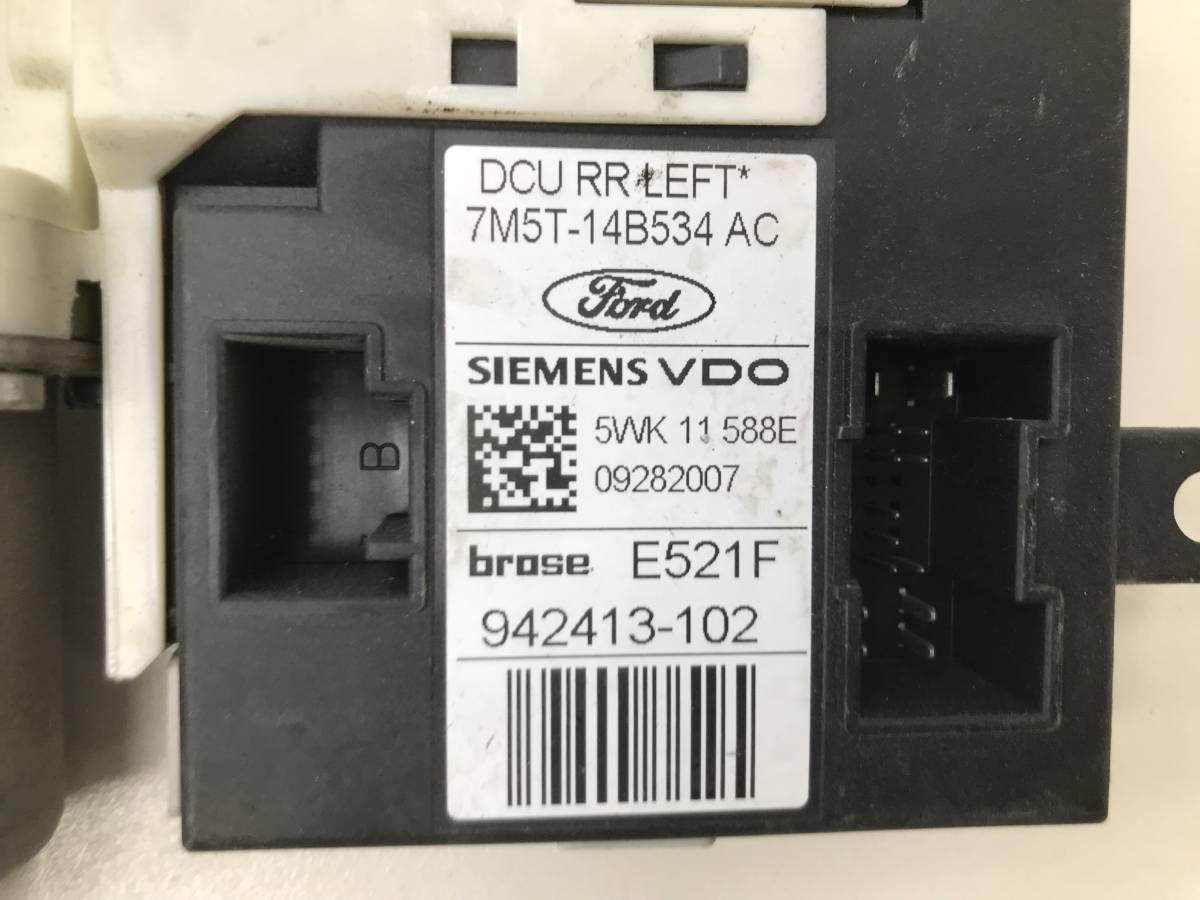 DCU RR LEFT*
7M5T-14B534 AC
Ford
SIEMENS VDO
5WK 11 588E
09282007
B
brose E521F
942413-102